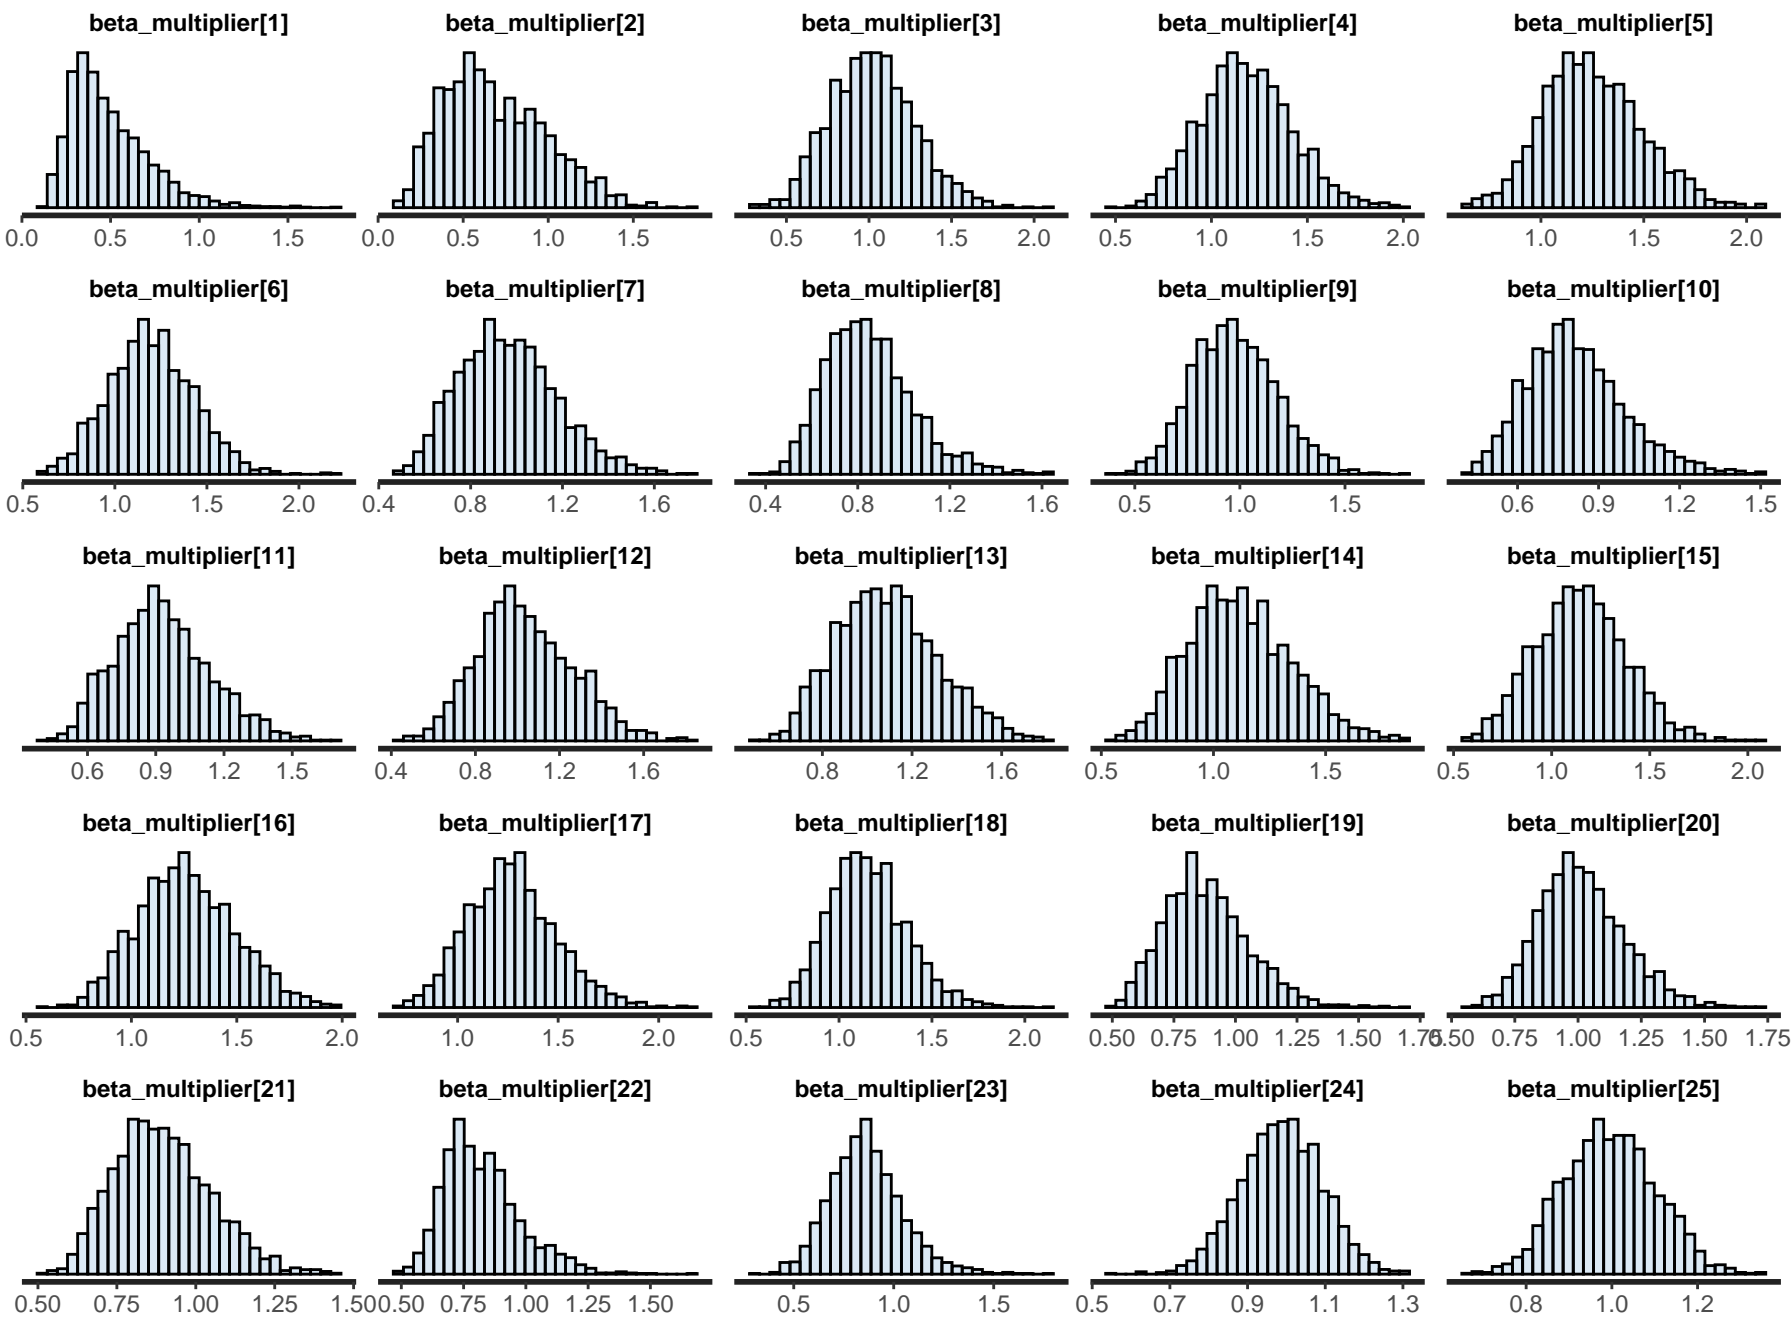 beta_multiplier[1] beta_multiplier[2] beta_multiplier[3] beta_multiplier[4] beta_multiplier[5]
0.0 0.5 1.0 1.5 0.0 0.5 1.0 1.5 0.5 1.0 1.5 2.0 0.5 1.0 1.5 2.0 1.0 1.5 2.0
beta_multiplier[6] beta_multiplier[7] beta_multiplier[8] beta_multiplier[9] beta_multiplier[10]
0.5 1.0 1.5 2.0 0.4 0.8 1.2 1.6 0.4 0.8 1.2 1.6 0.5 1.0 1.5 0.6 0.9 1.2 1.5
beta_multiplier[11] beta_multiplier[12] beta_multiplier[13] beta_multiplier[14] beta_multiplier[15]
0.6 0.9 1.2 1.5 0.4 0.8 1.2 1.6 0.8 1.2 1.6 0.5 1.0 1.5 0.5 1.0 1.5 2.0
beta_multiplier[16] beta_multiplier[17] beta_multiplier[18] beta_multiplier[19] beta_multiplier[20]
0.5 1.0 1.5 2.0 1.0 1.5 2.0 0.5 1.0 1.5 2.0 0.50 0.75 1.00 1.25 1.50 1.75 0.50 0.75 1.00 1.25 1.50 1.75
beta_multiplier[21] beta_multiplier[22] beta_multiplier[23] beta_multiplier[24] beta_multiplier[25]
0.50 0.75 1.00 1.25 1.50 0.50 0.75 1.00 1.25 1.50 0.5 1.0 1.5 0.5 0.7 0.9 1.1 1.3 0.8 1.0 1.2